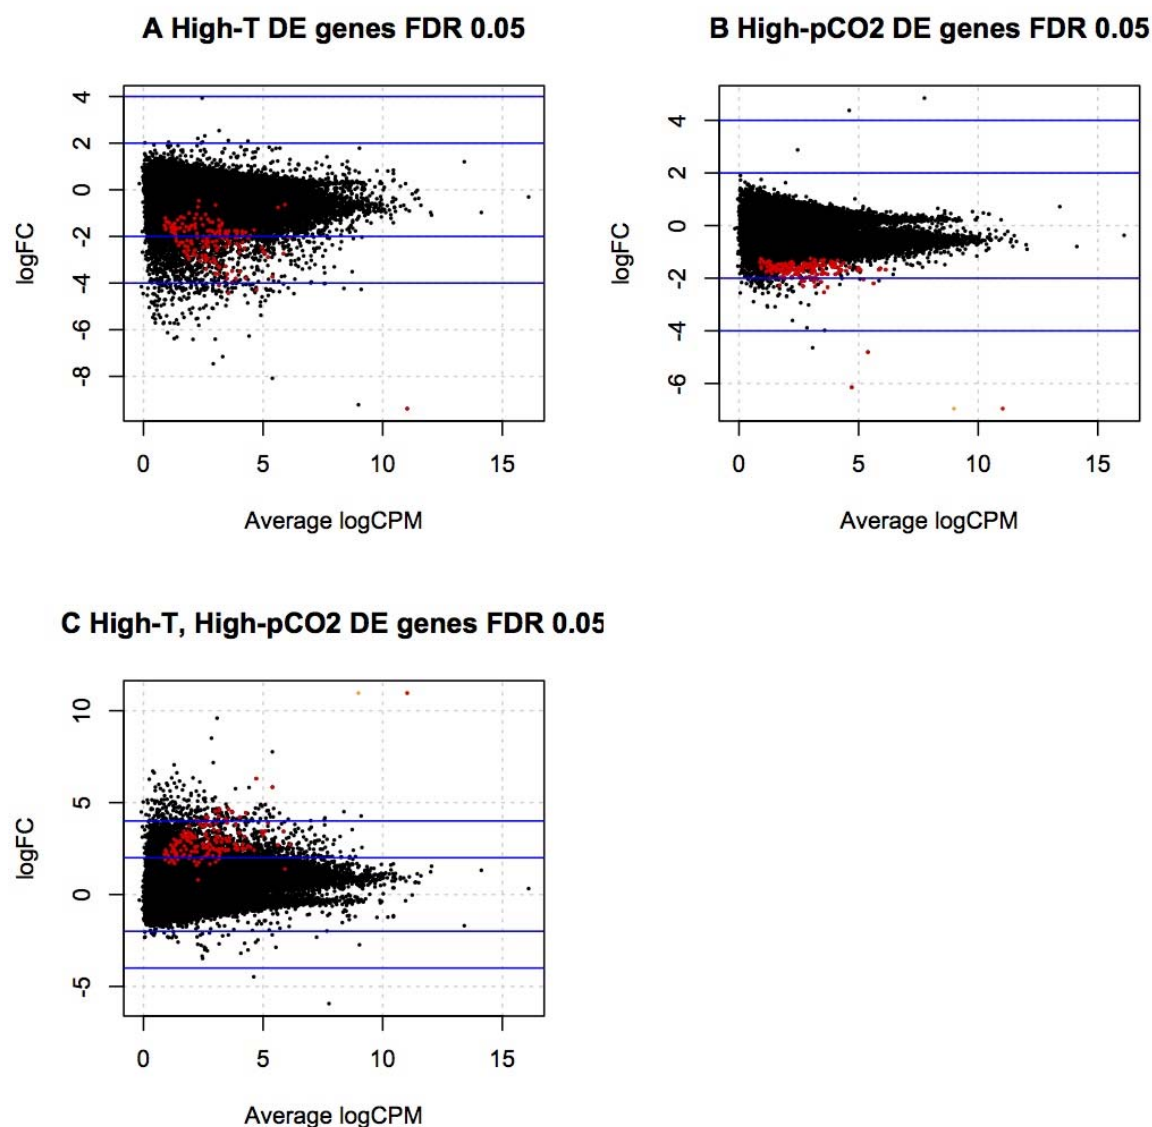 A High-T DE genes FDR 0.05
4
2
0
-2
-4
-6
-8
logFC
0 5 10 15
Average logCPM
B High-pCO2 DE genes FDR 0.05
4
2
0
-2
-4
-6
logFC
0 5 10 15
Average logCPM
C High-T, High-pCO2 DE genes FDR 0.05
10
5
0
-5
logFC
0 5 10 15
Average logCPM